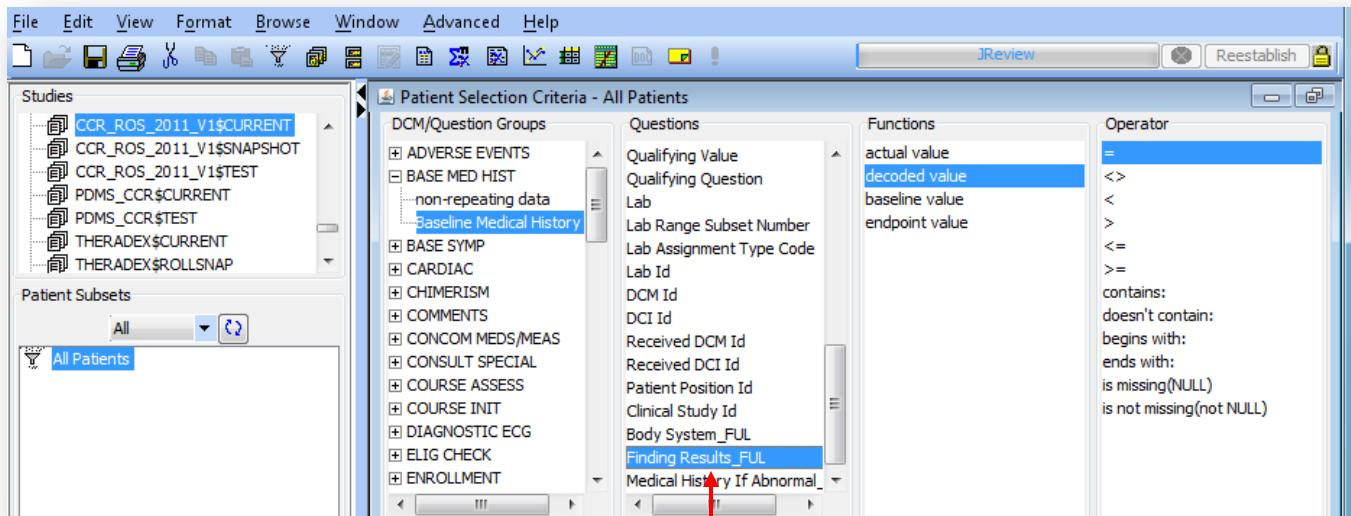 File Edit View Format Browse Window Advanced Help
JReview
Reestablish
Studies
CCR_ROS_2011_V1$CURRENT
CCR_ROS_2011_V1$SNAPSHOT
CCR_ROS_2011_V1$TEST
PDMS_CCR$CURRENT
PDMS_CCR$TEST
THERADEX$CURRENT
THERADEX$ROLLSNAP
Patient Subsets
All
All Patients
Patient Selection Criteria - All Patients
DCM/Question Groups
ADVERSE EVENTS
BASE MED HIST
non-repeating data
Baseline Medical History
BASE SYMP
CARDIAC
CHIMERISM
COMMENTS
CONCOM MEDS/MEAS
CONSULT SPECIAL
COURSE ASSESS
COURSE INIT
DIAGNOSTIC ECG
ELIG CHECK
ENROLLMENT
Questions
Qualifying Value
Qualifying Question
Lab
Lab Range Subset Number
Lab Assignment Type Code
Lab Id
DCM Id
DCI Id
Received DCM Id
Received DCI Id
Patient Position Id
Clinical Study Id
Body System_FUL
Finding Results_FUL
Medical History If Abnormal_
Functions
actual value
decoded value
baseline value
endpoint value
Operator
=
<>
<
>
<=
>=
contains:
doesn't contain:
begins with:
ends with:
is missing(NULL)
is not missing(not NULL)